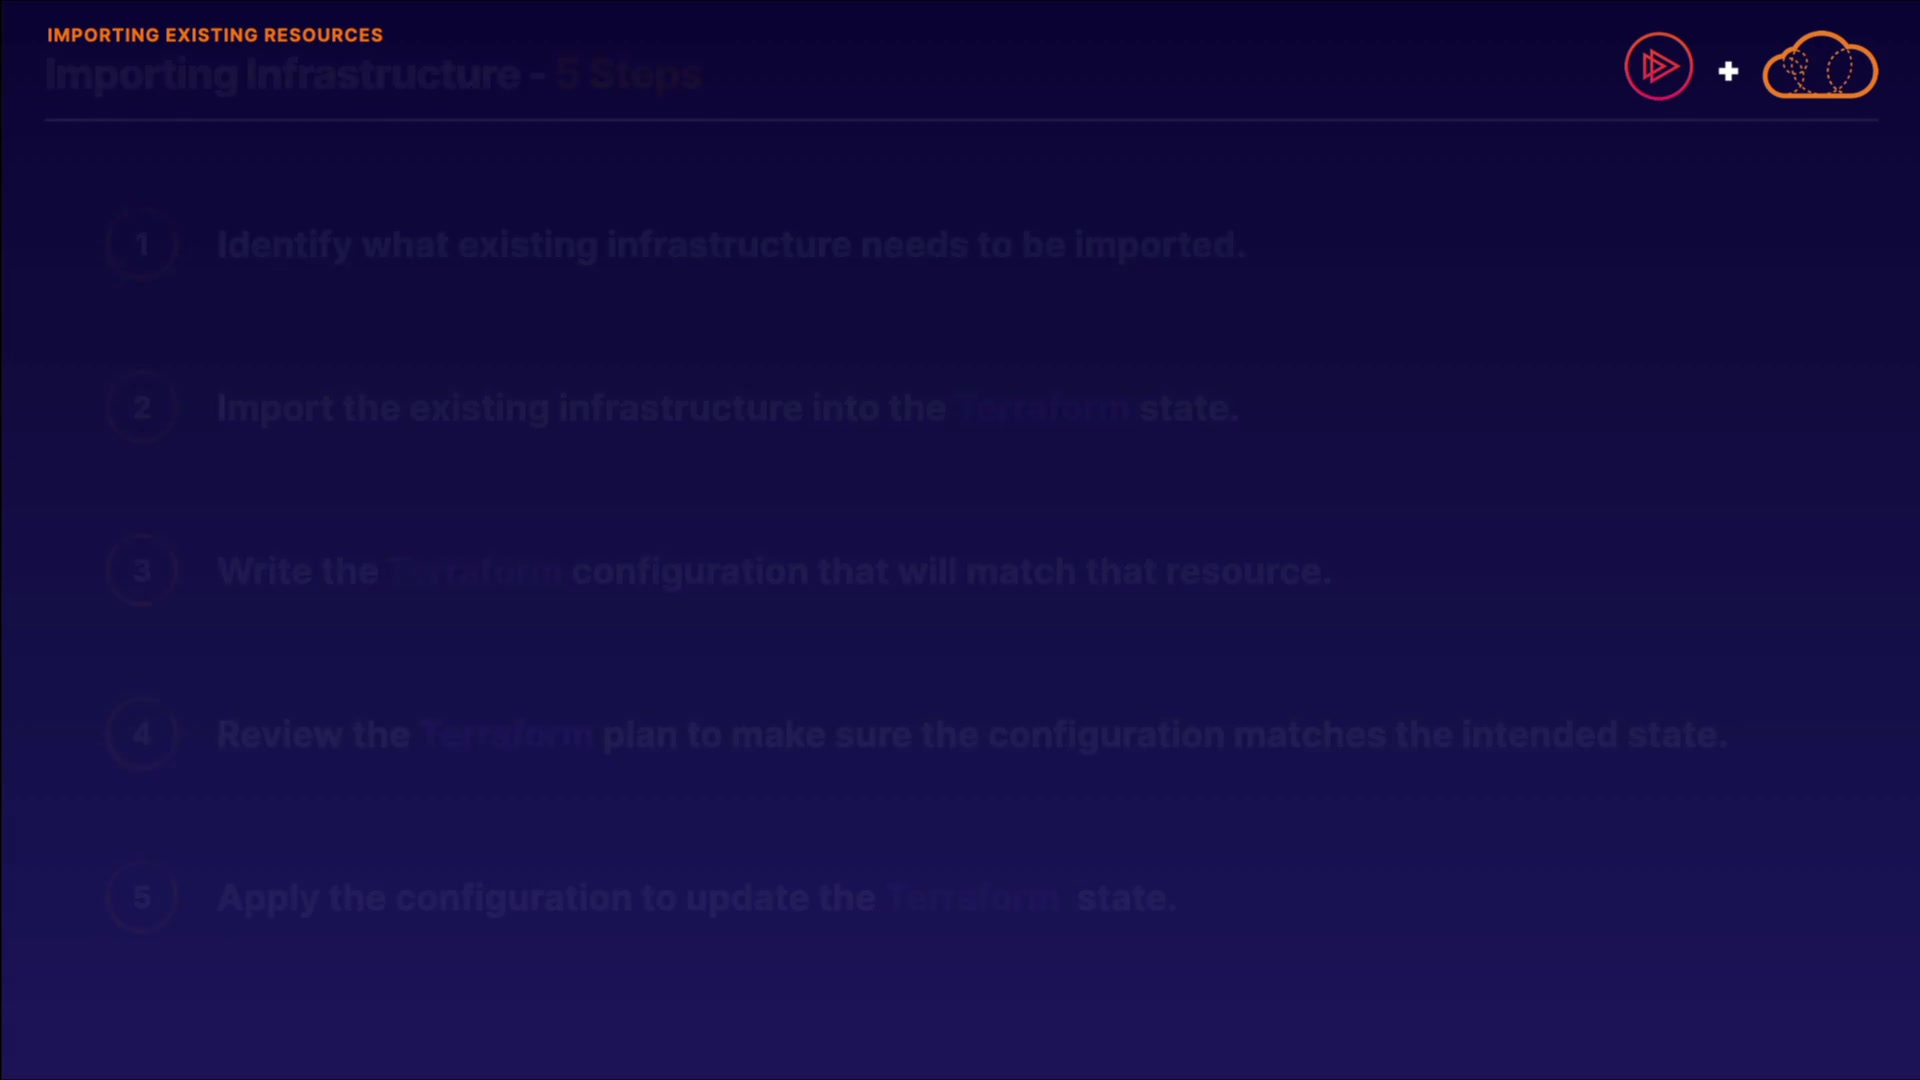 IMPORTING EXISTING RESOURCES
Importing Infrastructure - 5 Steps
1 Identify what existing infrastructure needs to be imported.
2 Import the existing infrastructure into the Terraform state.
3 Write the Terraform configuration that will match that resource.
4 Review the Terraform plan to make sure the configuration matches the intended state.
5 Apply the configuration to update the Terraform state.